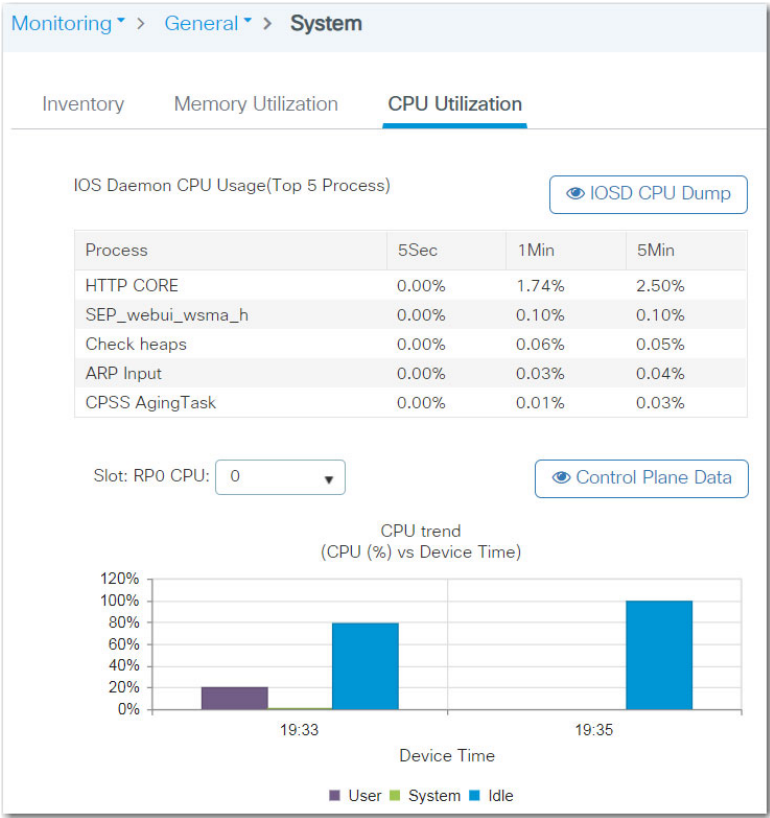 Monitoring > General > System
Inventory Memory Utilization CPU Utilization
IOS Daemon CPU Usage(Top 5 Process)
IOSD CPU Dump
Process 5Sec 1Min 5Min
HTTP CORE 0.00% 1.74% 2.50%
SEP_webui_wsma_h 0.00% 0.10% 0.10%
Check heaps 0.00% 0.06% 0.05%
ARP Input 0.00% 0.03% 0.04%
CPSS AgingTask 0.00% 0.01% 0.03%
Slot: RP0 CPU: 0
Control Plane Data
CPU trend
(CPU (%) vs Device Time)
120%
100%
80%
60%
40%
20%
0%
19:33 19:35
Device Time
User System Idle